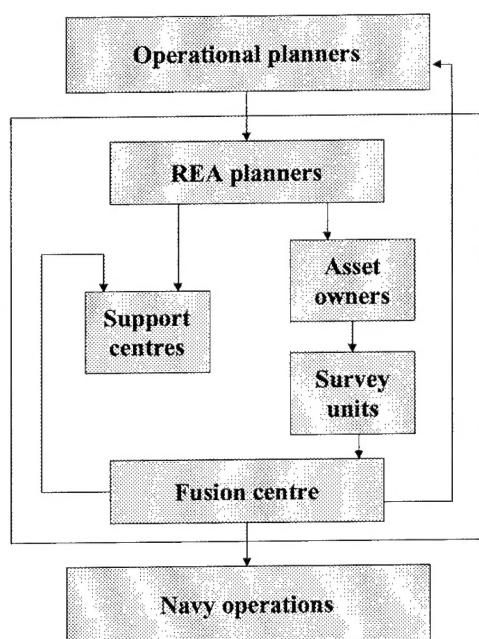 Operational planners
REA planners
Asset
owners
Support
centres
Survey
units
Fusion centre
Navy operations